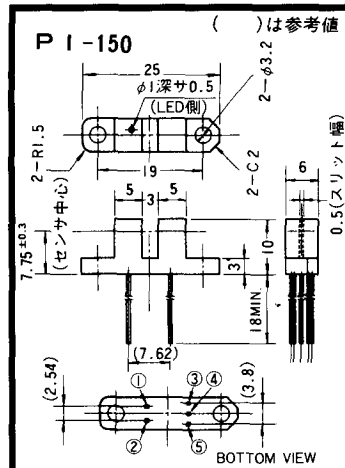 ( )は参考値
PI-150
25
φ1深サ0.5
(LED側)
2-φ3.2
2-R1.5
19
2-C2
5
3
5
6
0.5(スリット幅)
7.75±0.3
(センサ中心)
10
3
18MIN.
(7.62)
(2.54)
① ③ ④
② ⑤
(3.8)
BOTTOM VIEW